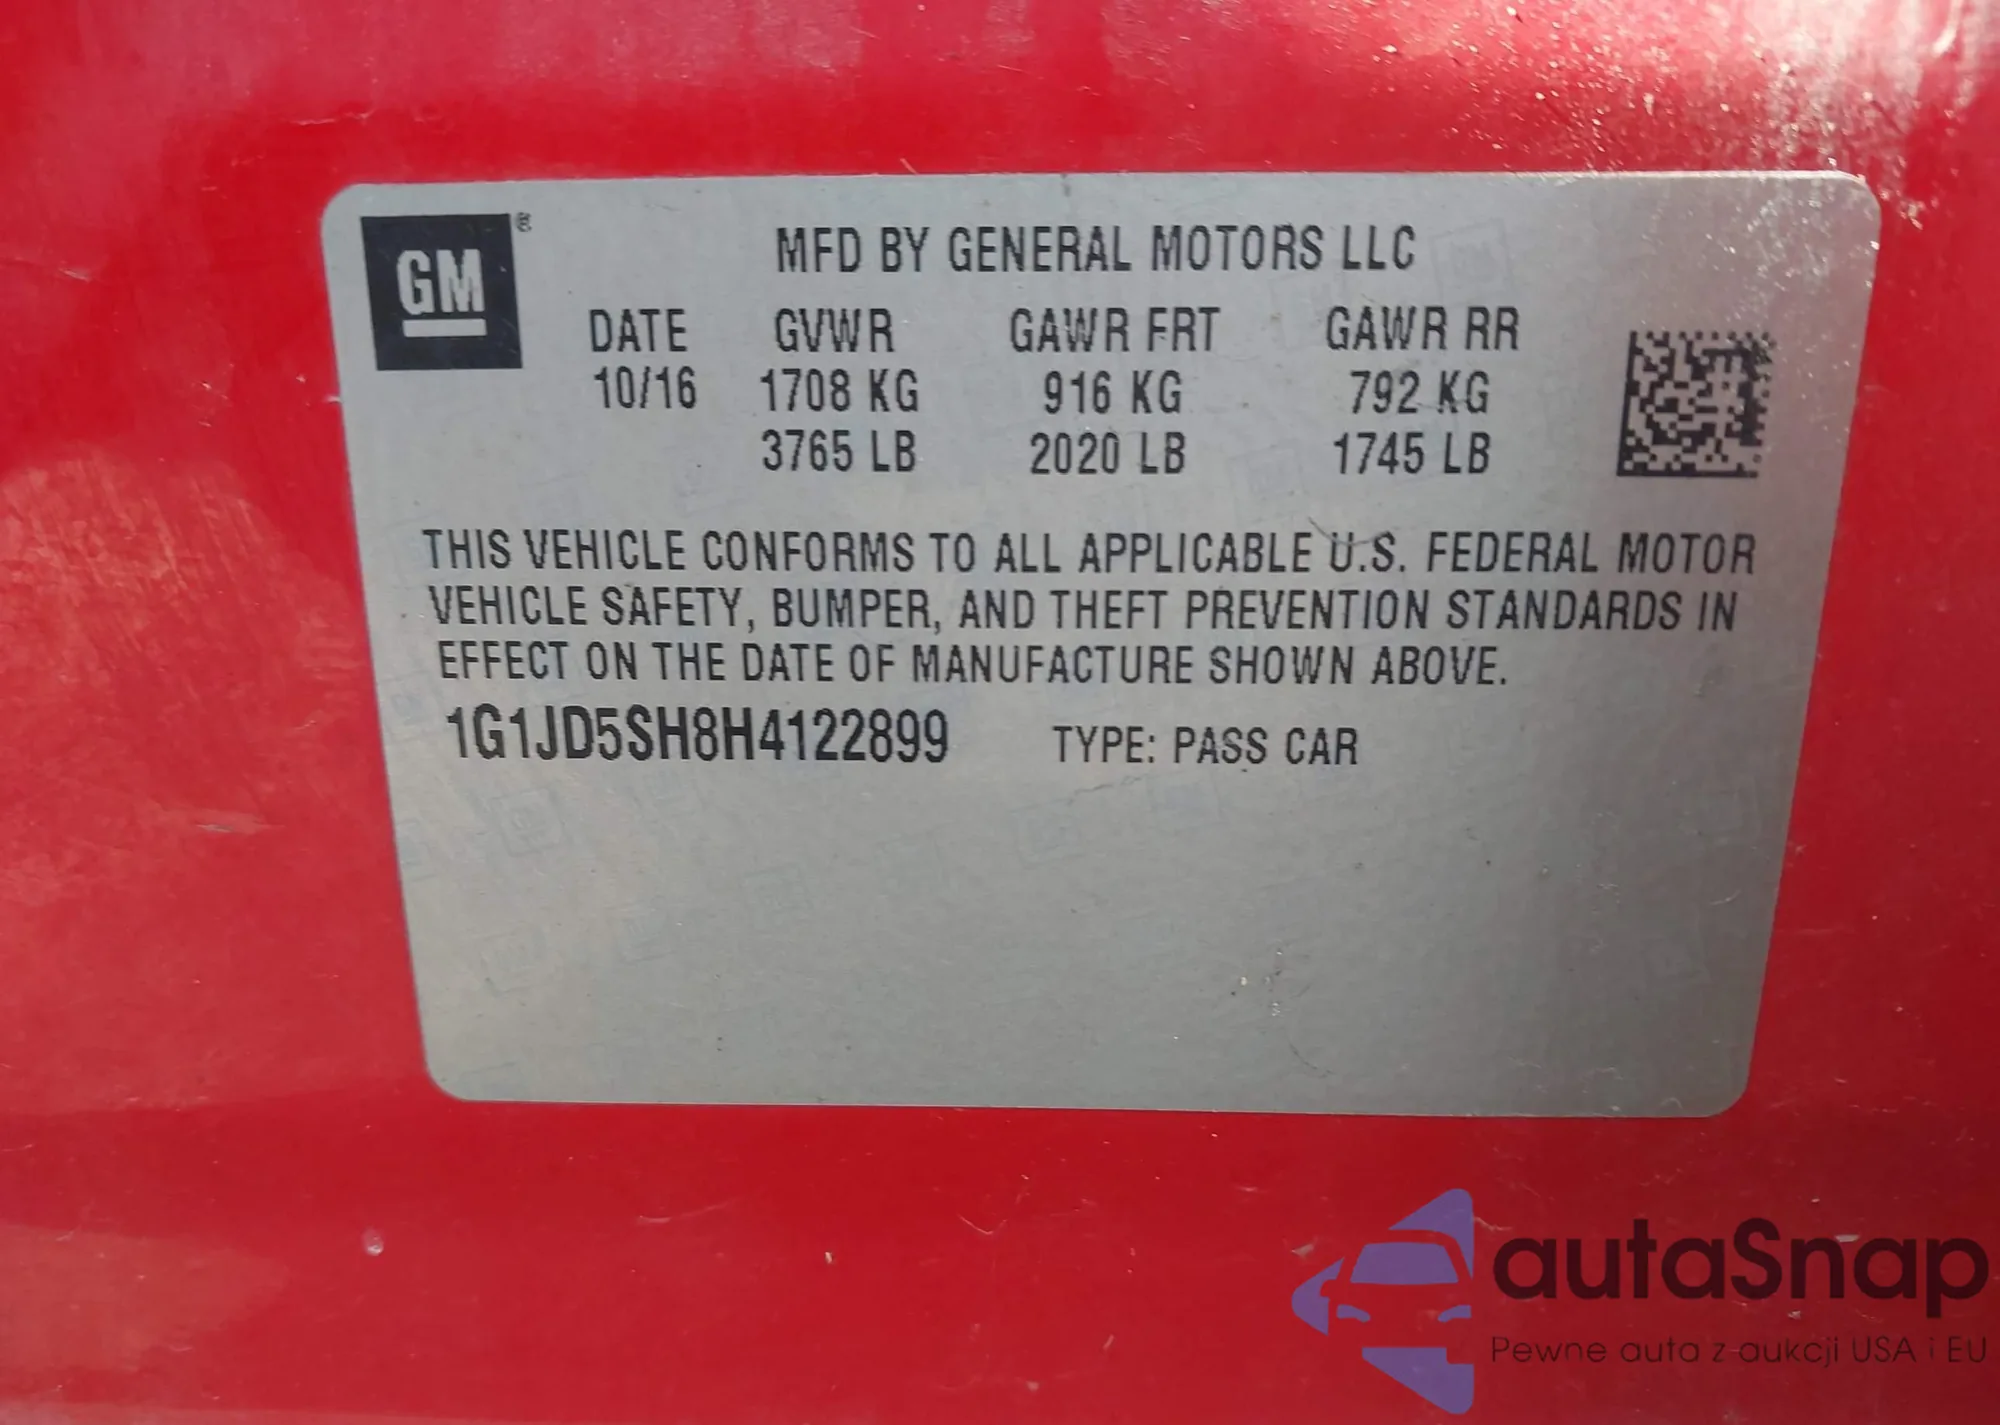 GM®
MFD BY GENERAL MOTORS LLC
DATE GVWR GAWR FRT GAWR RR
10/16 1708 KG 916 KG 792 KG
3765 LB 2020 LB 1745 LB
THIS VEHICLE CONFORMS TO ALL APPLICABLE U.S. FEDERAL MOTOR
VEHICLE SAFETY, BUMPER, AND THEFT PREVENTION STANDARDS IN
EFFECT ON THE DATE OF MANUFACTURE SHOWN ABOVE.
1G1JD5SH8H4122899 TYPE: PASS CAR
autaSnap
Pewne auta z aukcji USA i EU